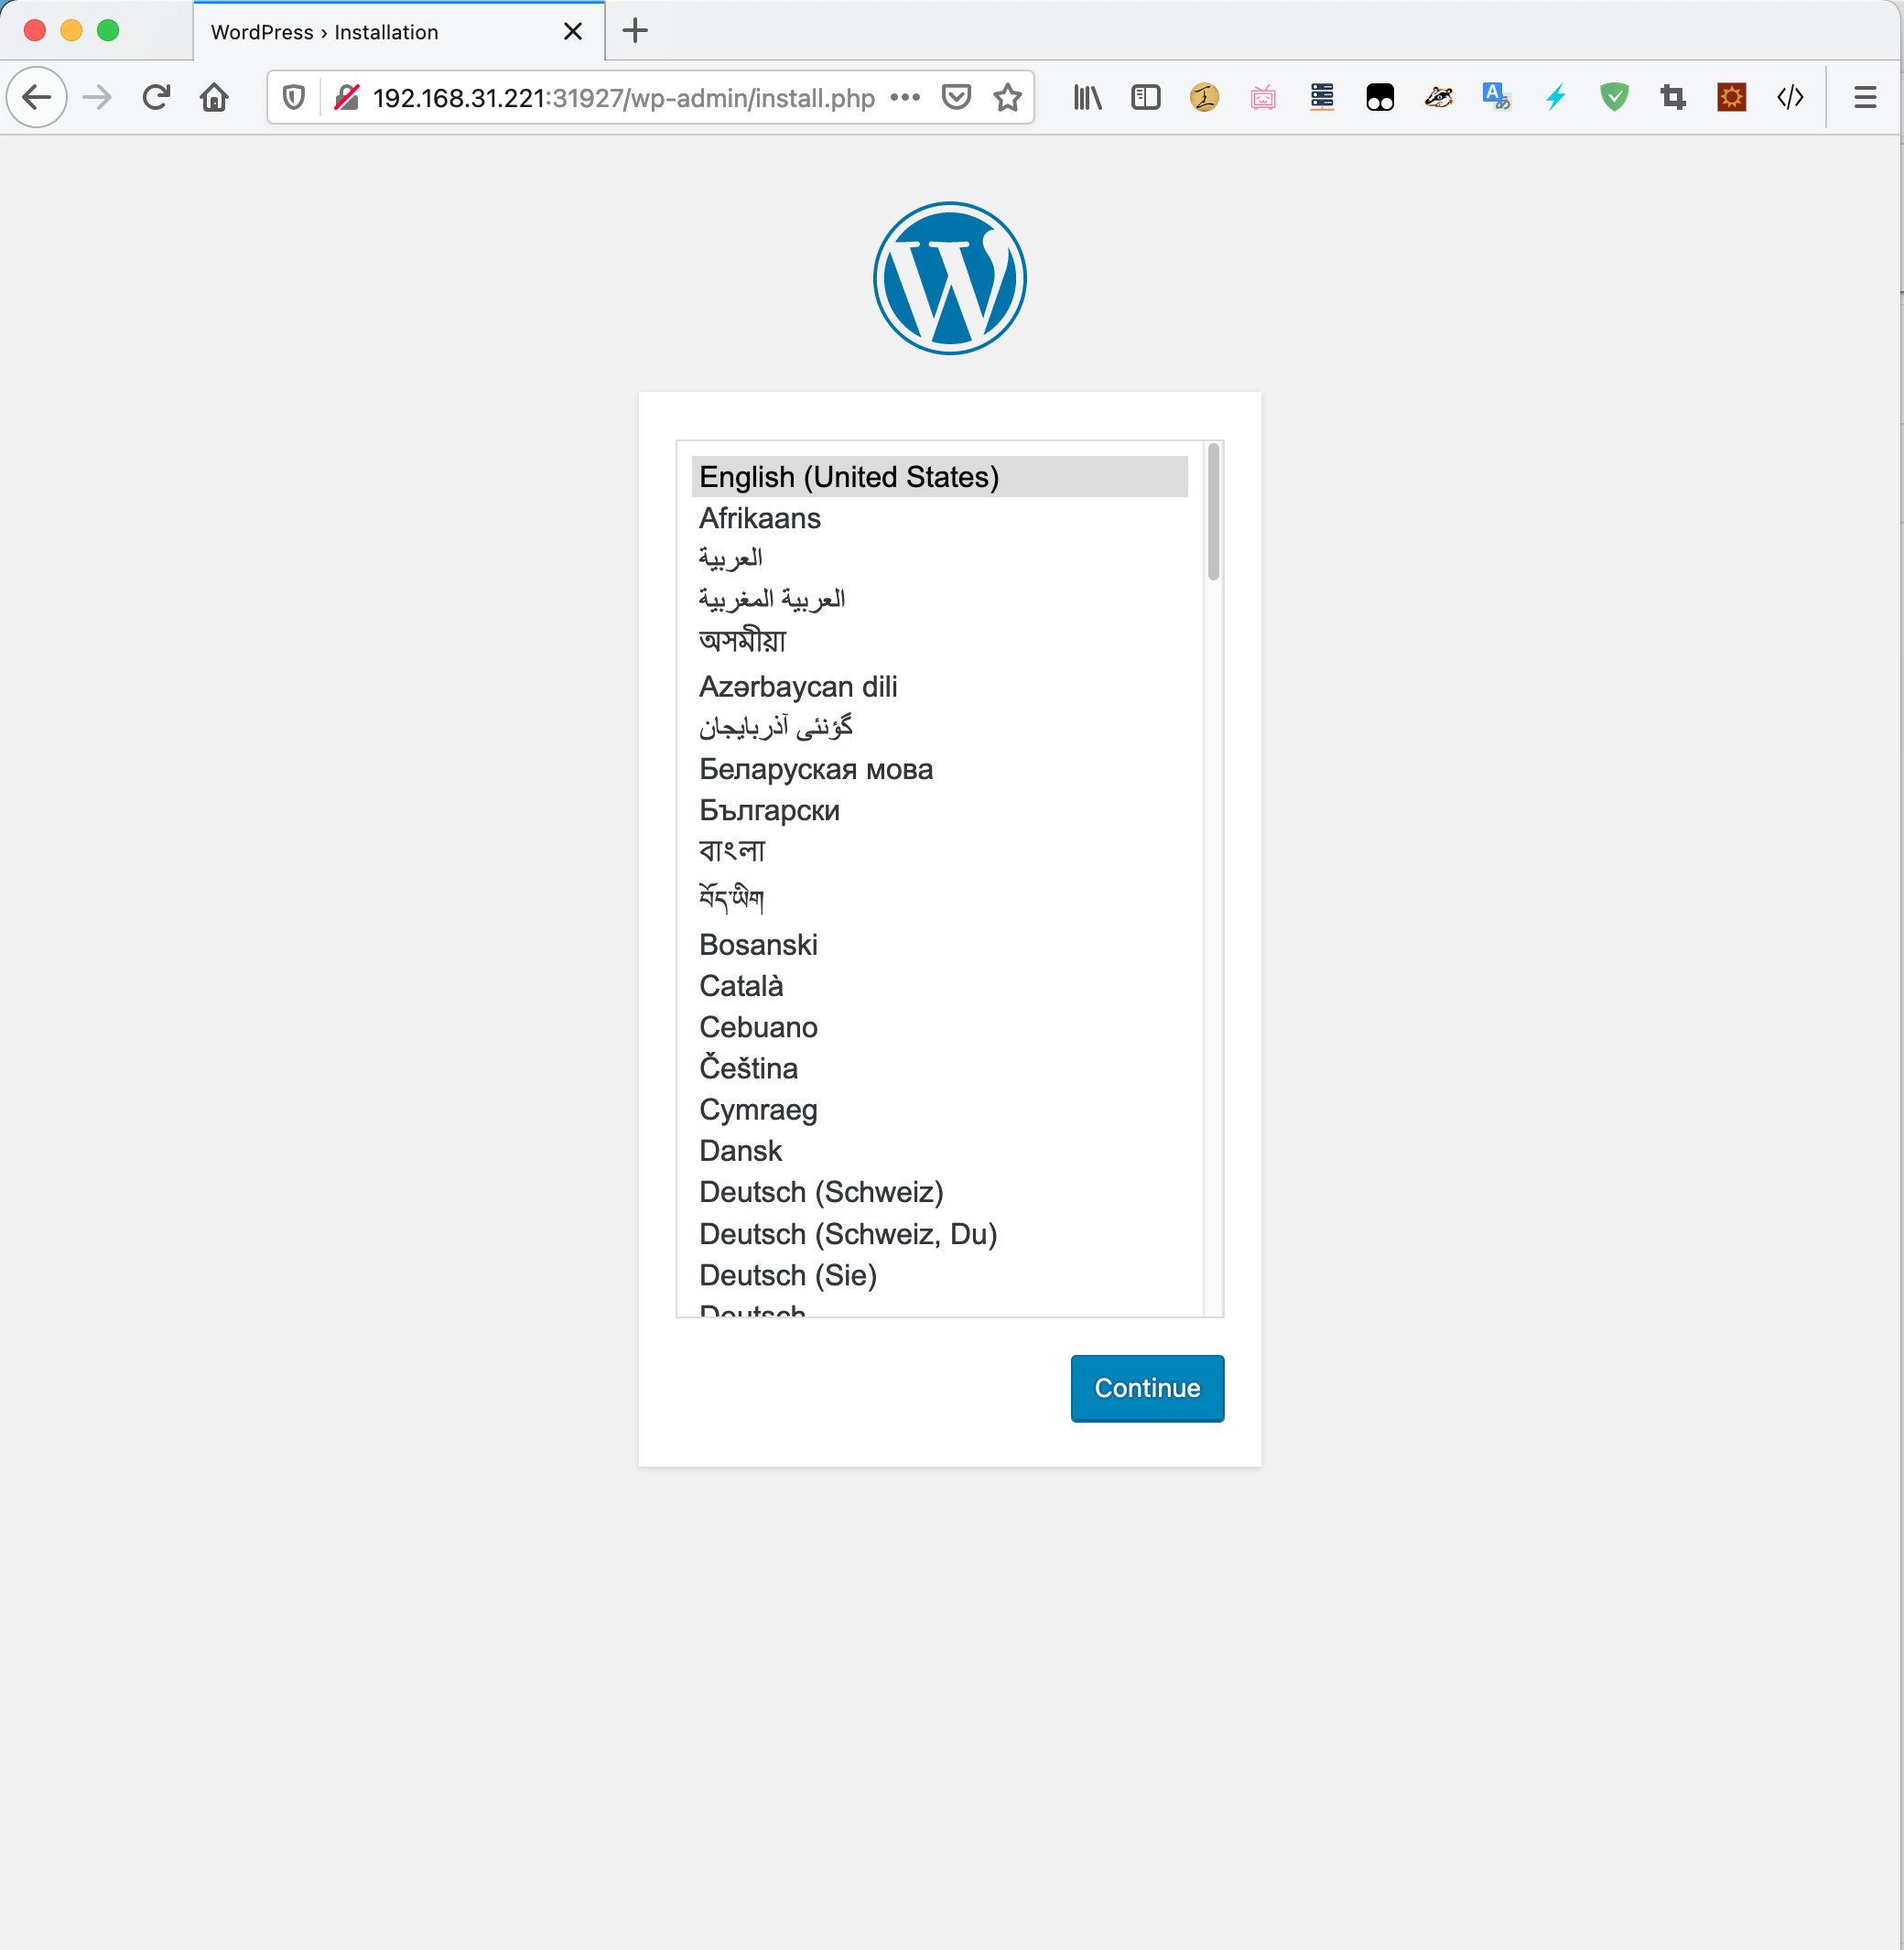 WordPress › Installation
192.168.31.221:31927/wp-admin/install.php
English (United States)
Afrikaans
العربية
العربية المغربية
অসমীয়া
Azərbaycan dili
گؤنئی آذربایجان
Беларуская мова
Български
বাংলা
བོད་ཡིག
Bosanski
Català
Cebuano
Čeština
Cymraeg
Dansk
Deutsch (Schweiz)
Deutsch (Schweiz, Du)
Deutsch (Sie)
Deutsch
Continue